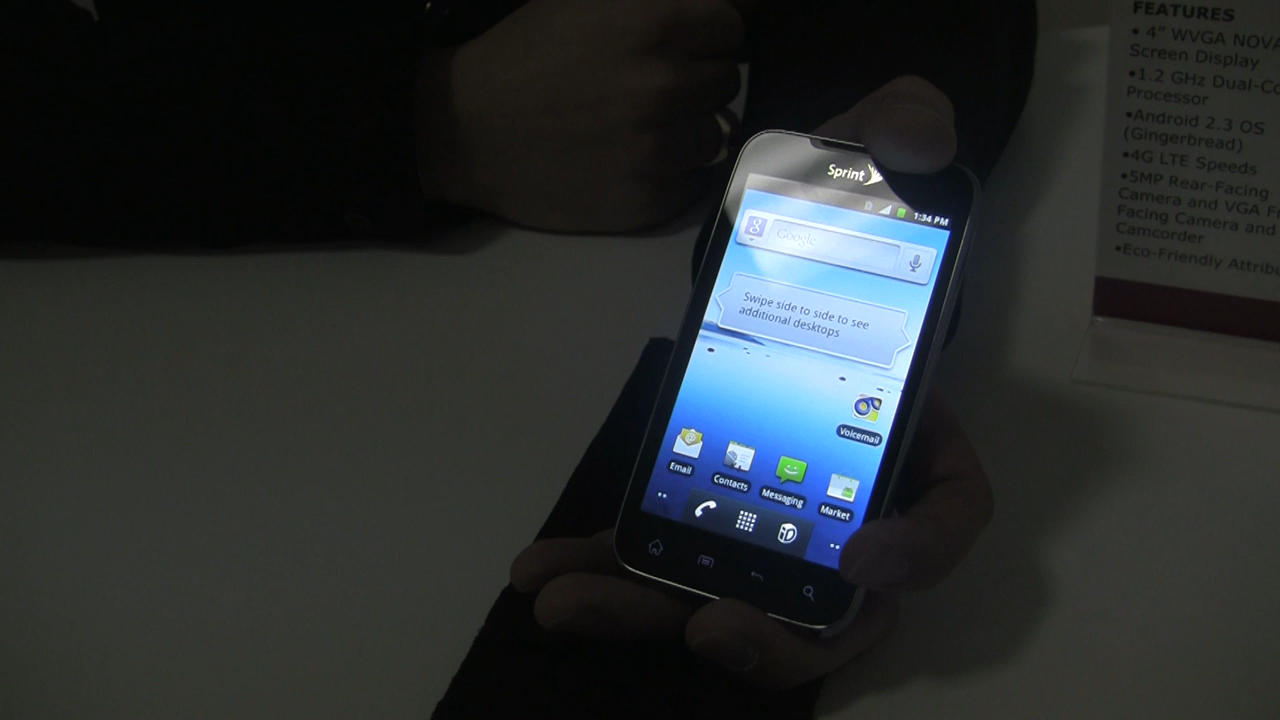 FEATURES
• 4" WVGA NOVA
Screen Display
•1.2 GHz Dual-Co
Processor
•Android 2.3 OS
(Gingerbread)
•4G LTE Speeds
•5MP Rear-Facing
Camera and VGA F
Facing Camera and
Camcorder
•Eco-Friendly Attrib
Sprint
1:34 PM
g
Google
Swipe side to side to see
additional desktops
Voicemail
Email
Contacts
Messaging
Market
iD